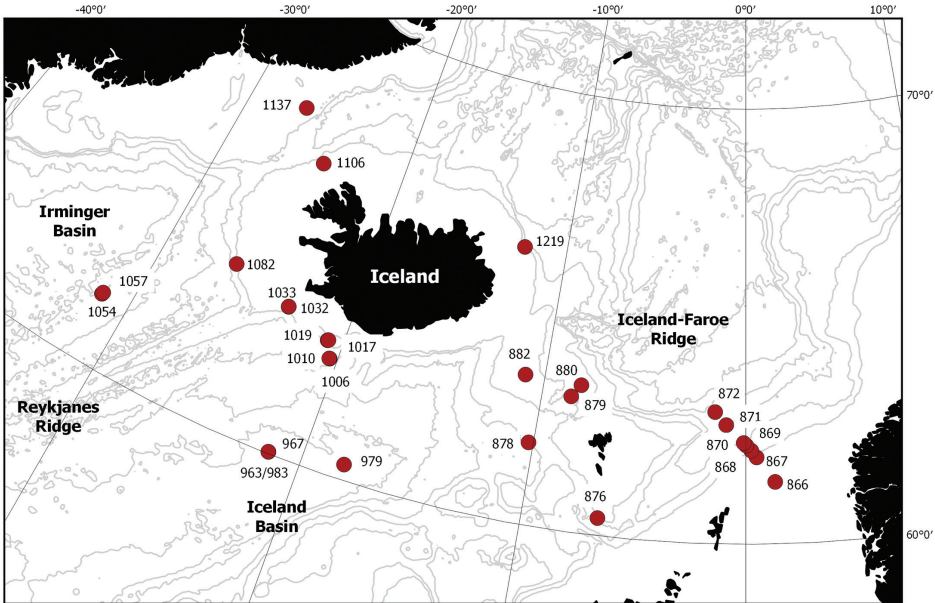 -40°0' -30°0' -20°0' -10°0' 0°0' 10°0'
70°0'
1137
1106
Irminger
Basin
1219
1082
Iceland
1057
1054
1033
1032
Iceland-Faroe
Ridge
1019
1017
1010
1006
882
880
879
872
871
Reykjanes
Ridge
869
870
878
967
868
867
979
963/983
866
876
Iceland
Basin
60°0'